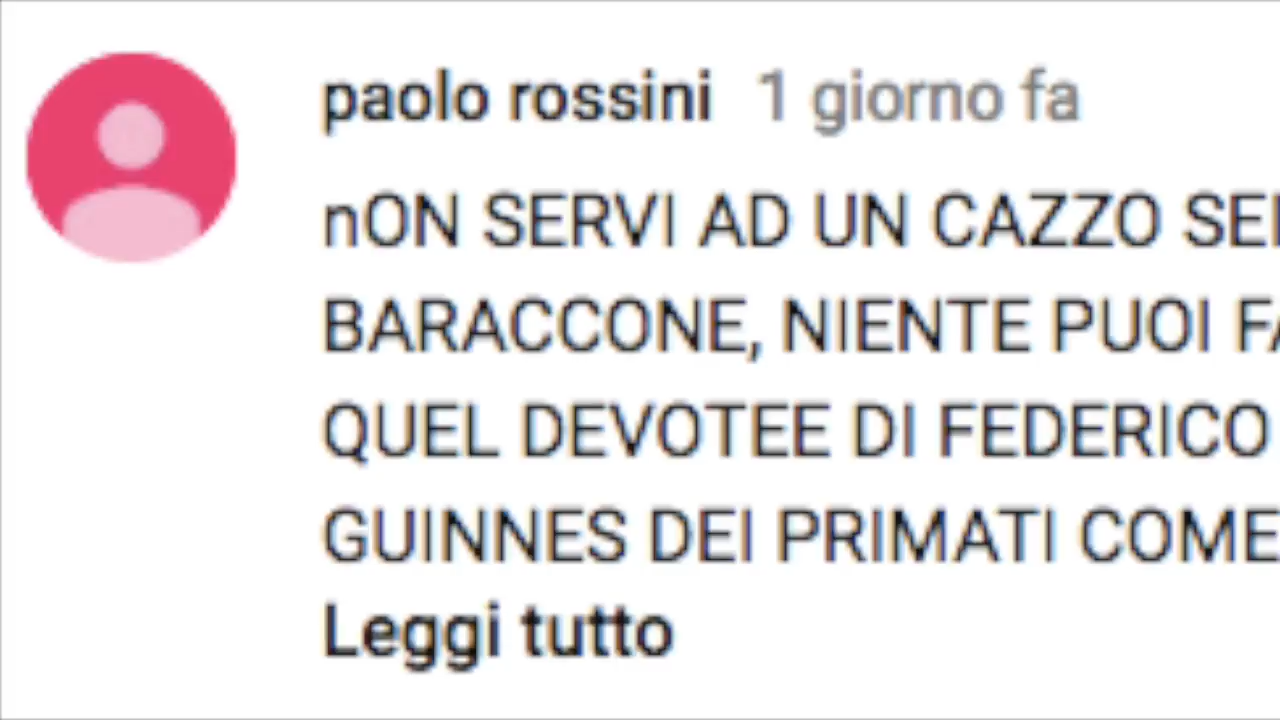 paolo rossini 1 giorno fa
nON SERVI AD UN CAZZO
BARACCONE, NIENTE PUOI
QUEL DEVOTEE DI FEDERICO
GUINNES DEI PRIMATI COME
Leggi tutto